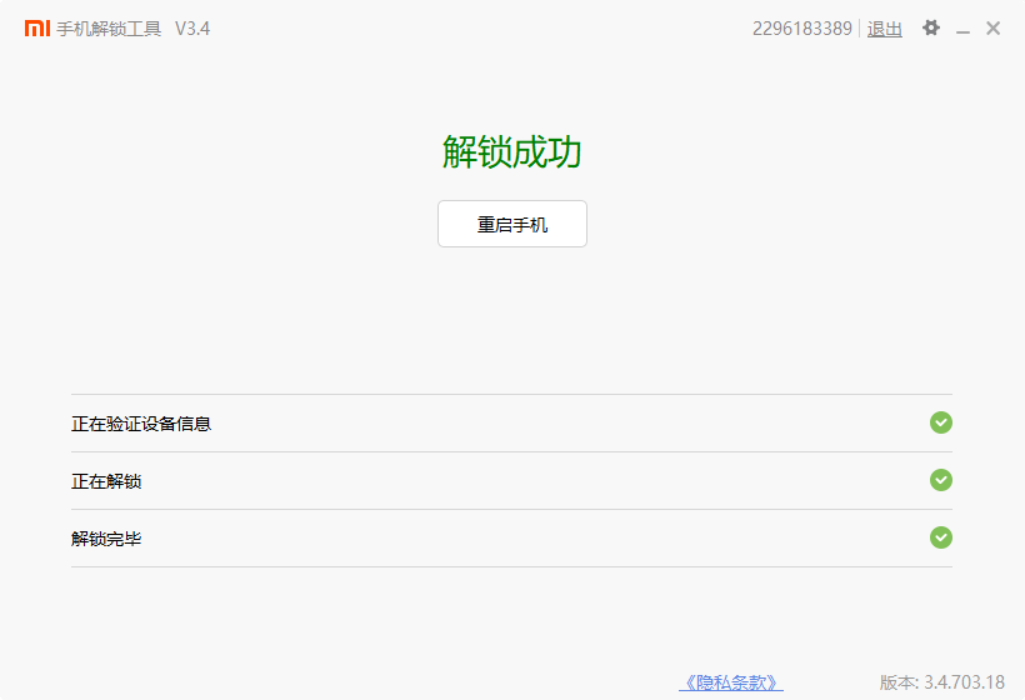 mi 手机解锁工具 V3.4 2296183389 退出
解锁成功
重启手机
正在验证设备信息
正在解锁
解锁完毕
《隐私条款》 版本: 3.4.703.18